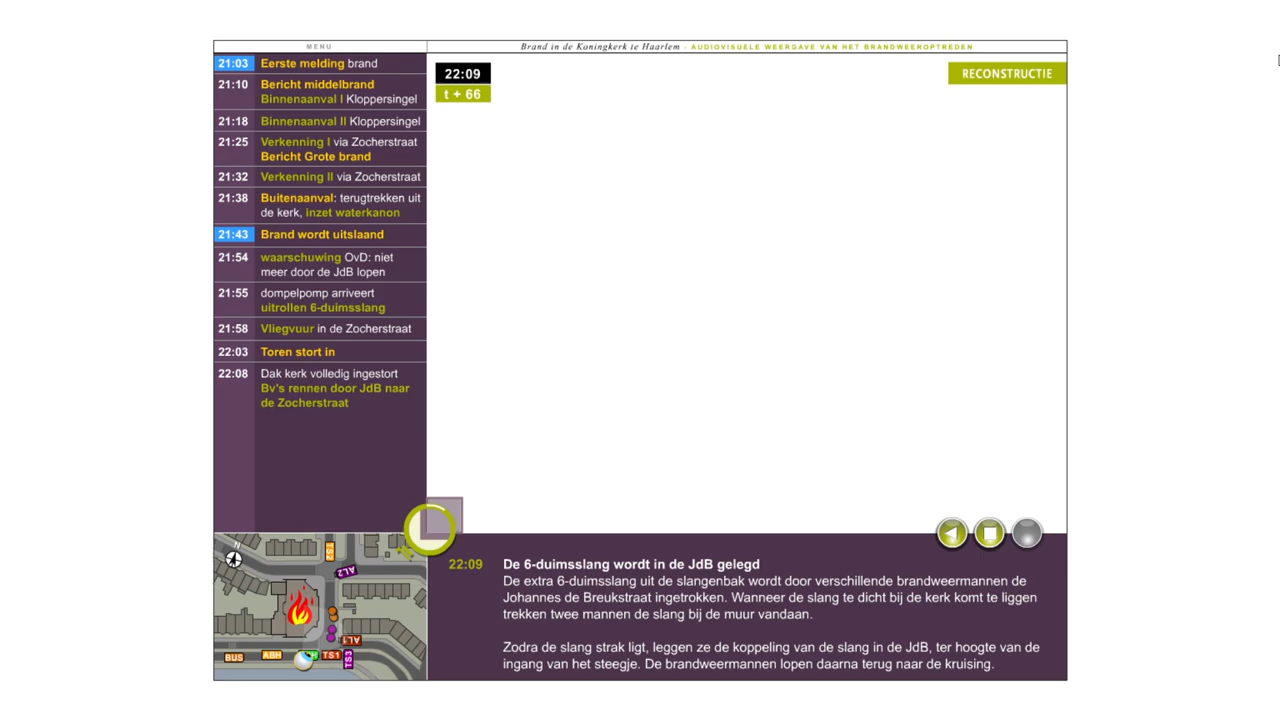 MENU
Brand in de Koningkerk te Haarlem - AUDIOVISUELE WEERGAVE VAN HET BRANDWEEROPTREDEN
21:03 Eerste melding brand
21:10 Bericht middelbrand
Binnenaanval I Kloppersingel
21:18 Binnenaanval II Kloppersingel
21:25 Verkenning I via Zocherstraat
Bericht Grote brand
21:32 Verkenning II via Zocherstraat
21:38 Buitenaanval: terugtrekken uit
de kerk, inzet waterkanon
21:43 Brand wordt uitslaand
21:54 waarschuwing OvD: niet
meer door de JdB lopen
21:55 dompelpomp arriveert
uitrollen 6-duimsslang
21:58 Vliegvuur in de Zocherstraat
22:03 Toren stort in
22:08 Dak kerk volledig ingestort
Bv's rennen door JdB naar
de Zocherstraat
22:09
t + 66
RECONSTRUCTIE
N
TS2
AL2
AL1
BUS
ABH
TS1
TS3
22:09 De 6-duimsslang wordt in de JdB gelegd
De extra 6-duimsslang uit de slangenbak wordt door verschillende brandweermannen de
Johannes de Breukstraat ingetrokken. Wanneer de slang te dicht bij de kerk komt te liggen
trekken twee mannen de slang bij de muur vandaan.
Zodra de slang strak ligt, leggen ze de koppeling van de slang in de JdB, ter hoogte van de
ingang van het steegje. De brandweermannen lopen daarna terug naar de kruising.